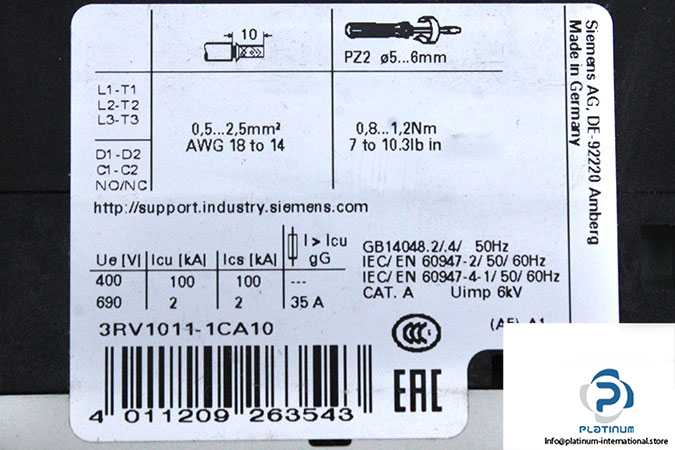 10
PZ2 ø5...6mm
L1-T1
L2-T2
L3-T3
0,5...2,5mm²
AWG 18 to 14
0,8...1,2Nm
7 to 10.3lb in
D1-D2
C1-C2
NO/NC
http://support.industry.siemens.com
Siemens AG, DE-92220 Amberg
Made in Germany
Ue [V] Icu [kA] Ics [kA] I > Icu gG
400 100 100 ---
690 2 2 35 A
GB14048.2/.4/ 50Hz
IEC/EN 60947-2/50/60Hz
IEC/EN 60947-4-1/50/60Hz
CAT. A Uimp 6kV
3RV1011-1CA10
CCC
EAC
4 011209 263543
PLATINUM
Email:info@platinum-international.store